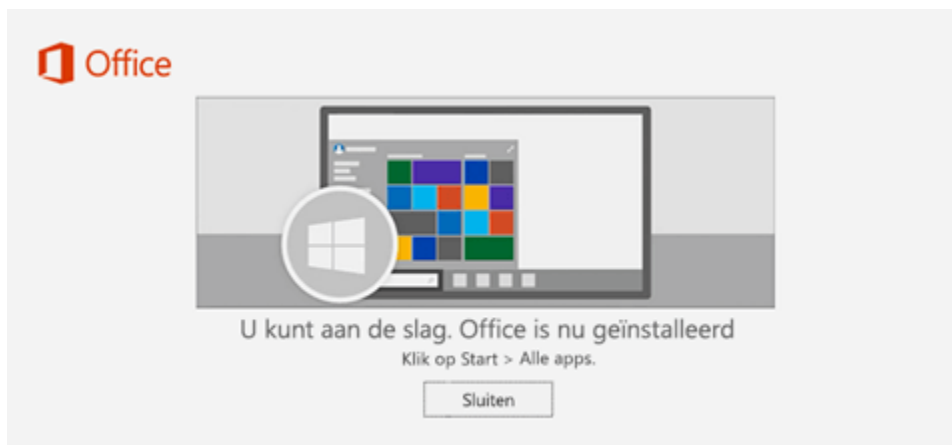 Office
U kunt aan de slag. Office is nu geïnstalleerd
Klik op Start > Alle apps.
Sluiten